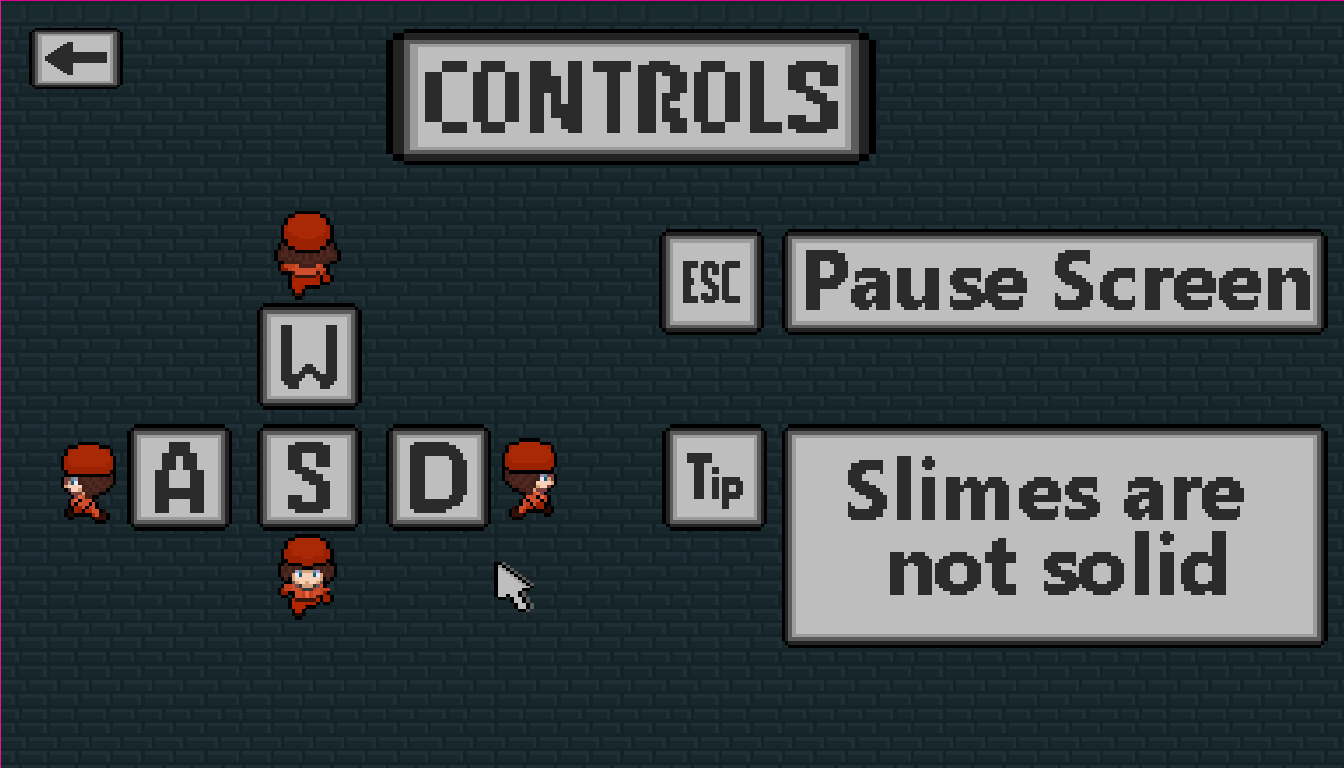 CONTROLS
ESC
Pause Screen
W
A
S
D
Tip
Slimes are
not solid